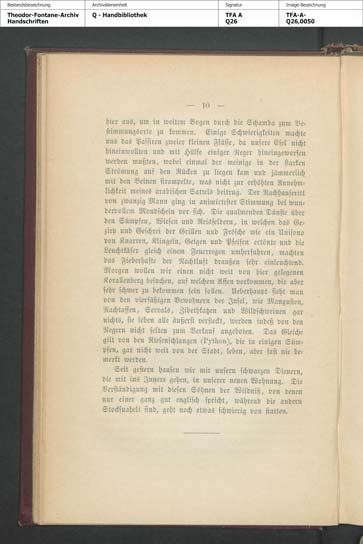 Bestandsbezeichnung
Archivalieneinheit
Signatur
Image-Bezeichnung
Theodor-Fontane-Archiv
Handschriften
Q - Handbibliothek
TFA A
Q26
TFA-A-
Q26,0050
— 10 —
hier aus, um in weitem Bogen durch die Schamba zum Be-
stimmungsorte zu kommen. Einige Schwierigkeiten machte
uns das Passiren zweier kleinen Flüsse, da unsere Esel nicht
hineinwollten und mit Hülfe einiger Neger hineingeworfen
werden mußten, wobei einmal der meinige in der starken
Strömung auf den Rücken zu liegen kam und jämmerlich
mit den Beinen strampelte, was nicht zur erhöhten Annehm-
lichkeit meines arabischen Sattels beitrug. Der Nachhauseritt
von zwanzig Mann ging in animirtester Stimmung bei wun-
dervollem Mondschein vor sich. Die qualmenden Dünste über
den Sümpfen, Wiesen und Reisfeldern, in welchen das Ge-
zirp und Geschrei der Grillen und Frösche wie ein Unisono
von Knarren, Klingeln, Geigen und Pfeifen ertönte und die
Leuchtkäfer gleich einem Feuerregen umherfuhren, machten
das Fieberhafte der Nachtluft draußen sehr einleuchtend.
Morgen wollen wir einen nicht weit von hier gelegenen
Korallenberg besuchen, auf welchem Affen vorkommen, die aber
sehr schwer zu bekommen sein sollen. Ueberhaupt sieht man
von den vierfüßigen Bewohnern der Insel, wie Mangusten,
Nachtaffen, Servals, Zibethkatzen und Wildschweinen gar
nichts, sie leben alle äußerst versteckt, werden indeß von den
Negern nicht selten zum Verkauf angeboten. Das Gleiche
gilt von den Riesenschlangen (Python), die in einigen Süm-
pfen, gar nicht weit von der Stadt, leben, aber fast nie be-
merkt werden.
Seit gestern hausen wir mit unsern schwarzen Dienern,
die mit ins Innere gehen, in unserer neuen Wohnung. Die
Verständigung mit diesen Söhnen der Wildniß, von denen
nur einer ganz gut englisch spricht, während die andern
Stocksuaheli sind, geht noch etwas schwierig von statten.